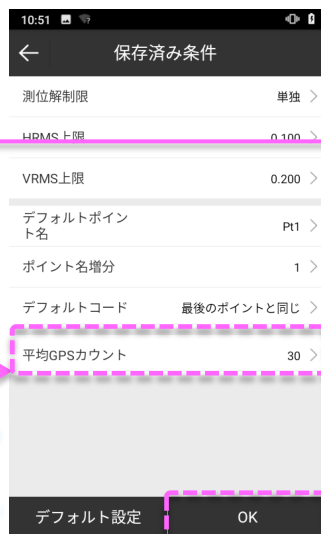 10:51
保存済み条件
測位解制限 単独
HRMS上限 0.100
VRMS上限 0.200
デフォルトポイン
ト名 Pt1
ポイント名増分 1
デフォルトコード 最後のポイントと同じ
平均GPSカウント 30
デフォルト設定 OK